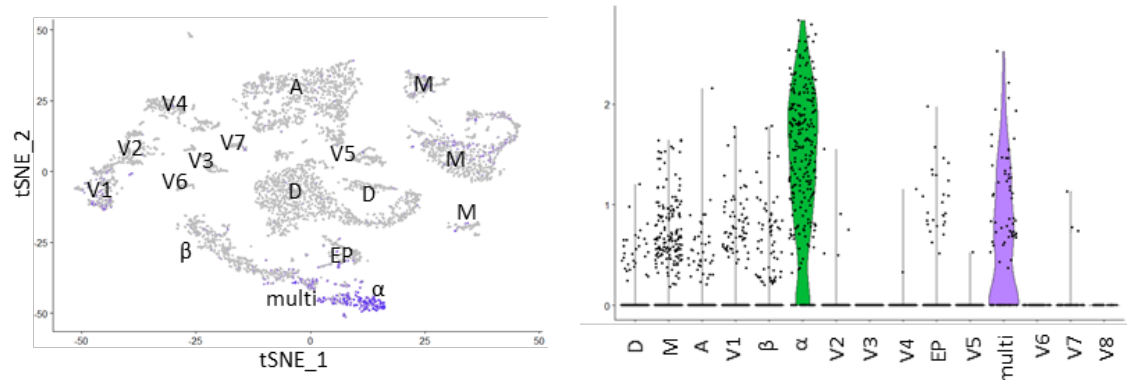 50
25
0
-25
-50
tSNE_2
-50
-25
0
25
50
tSNE_1
A
M
V4
V7
V2
V3
V5
M
V6
V1
D
D
M
β
EP
multi
α
2
1
0
D
M
A
V1
β
α
V2
V3
V4
EP
V5
multi
V6
V7
V8